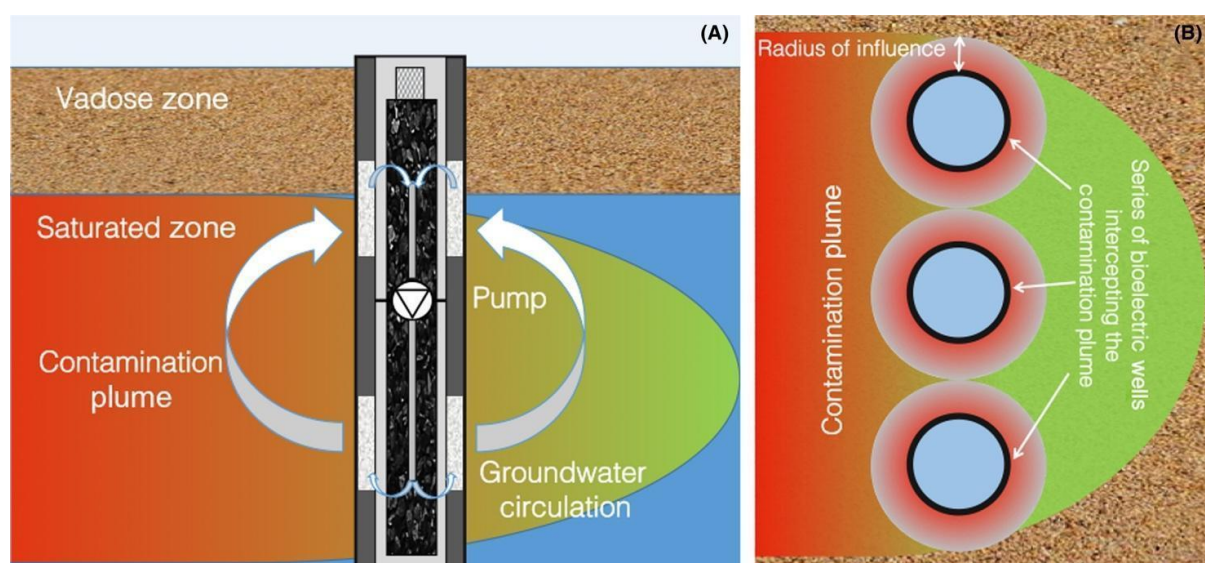 (A)
Vadose zone
Saturated zone
Pump
Contamination
plume
Groundwater
circulation
(B)
Radius of influence
Contamination plume
Series of bioelectric wells
intercepting the
contamination plume